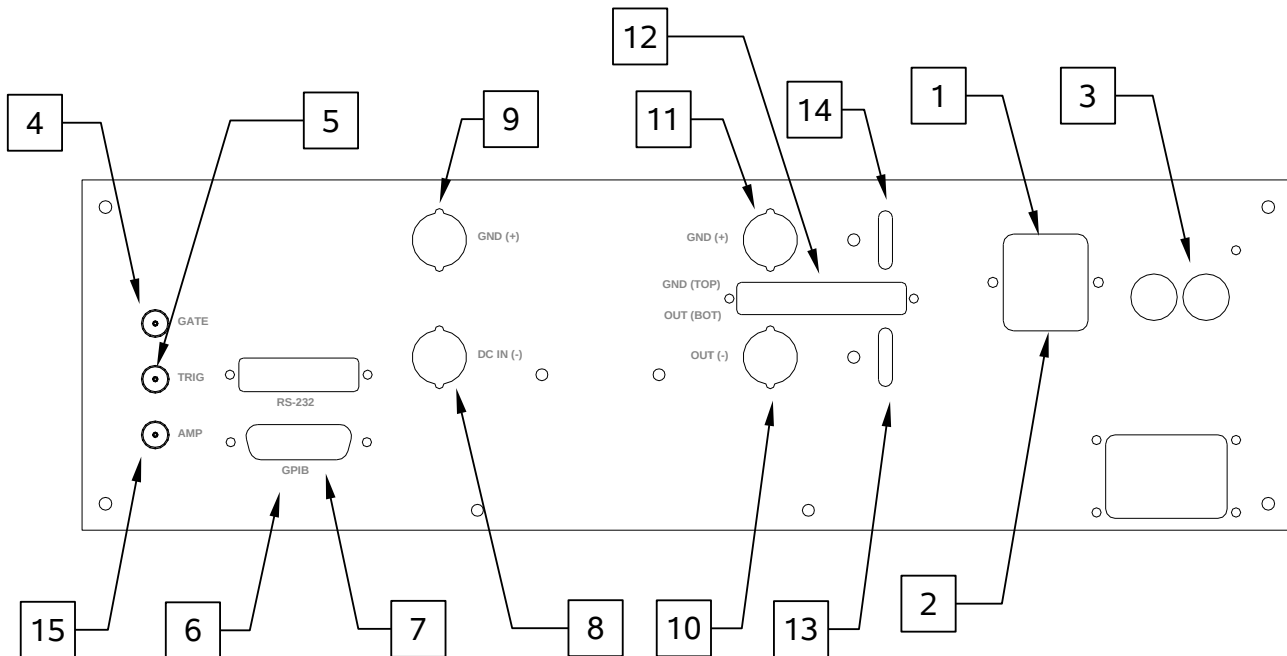 12
1
3
4
5
9
11
14
GND (+)
GND (+)
GND (TOP)
OUT (BOT)
GATE
TRIG
DC IN (-)
OUT (-)
RS-232
AMP
GPIB
2
15
6
7
8
10
13